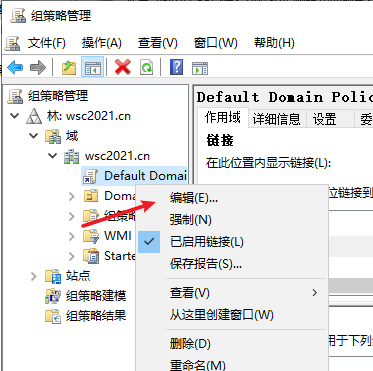 组策略管理
文件(F) 操作(A) 查看(V) 窗口(W) 帮助(H)
组策略管理
林: wsc2021.cn
域
wsc2021.cn
Default Domai
Doma
组策略
WMI
Starte
站点
组策略建模
组策略结果
Default Domain Polic
作用域 详细信息 设置 委
链接
在此位置内显示链接(L):
位链接到
用于下列
编辑(E)...
强制(N)
已启用链接(L)
保存报告(S)...
查看(V)
从这里创建窗口(W)
删除(D)
重命名(M)